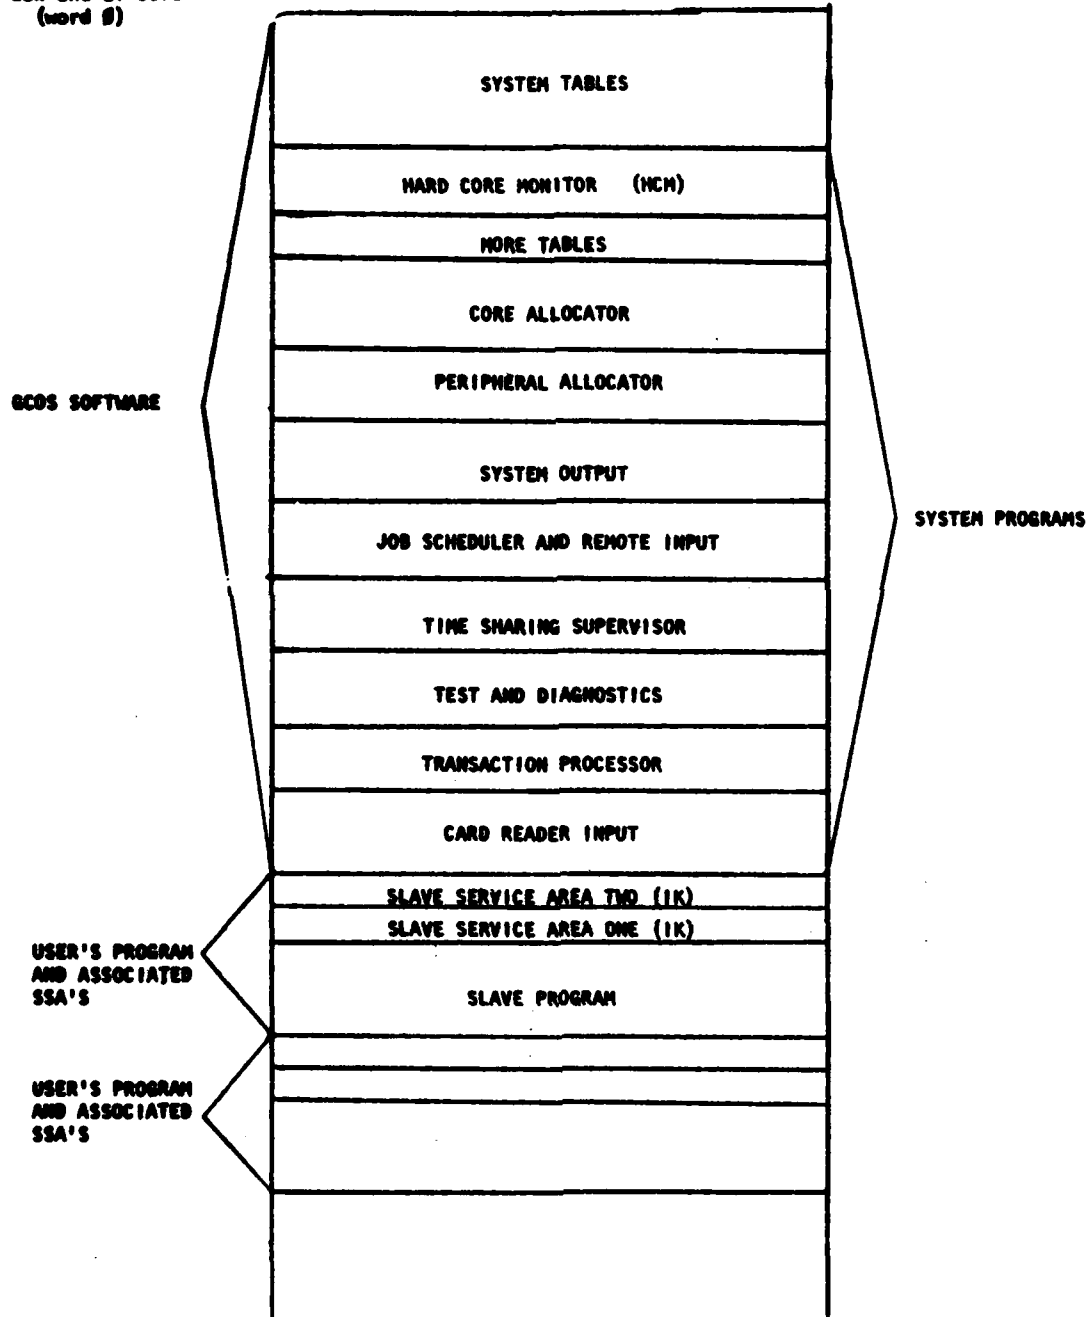 (word 0)
SYSTEM TABLES
HARD CORE MONITOR (HCM)
MORE TABLES
CORE ALLOCATOR
PERIPHERAL ALLOCATOR
GCOS SOFTWARE
SYSTEM OUTPUT
SYSTEM PROGRAMS
JOB SCHEDULER AND REMOTE INPUT
TIME SHARING SUPERVISOR
TEST AND DIAGNOSTICS
TRANSACTION PROCESSOR
CARD READER INPUT
SLAVE SERVICE AREA TWO (1K)
SLAVE SERVICE AREA ONE (1K)
USER'S PROGRAM
AND ASSOCIATED
SSA'S
SLAVE PROGRAM
USER'S PROGRAM
AND ASSOCIATED
SSA'S